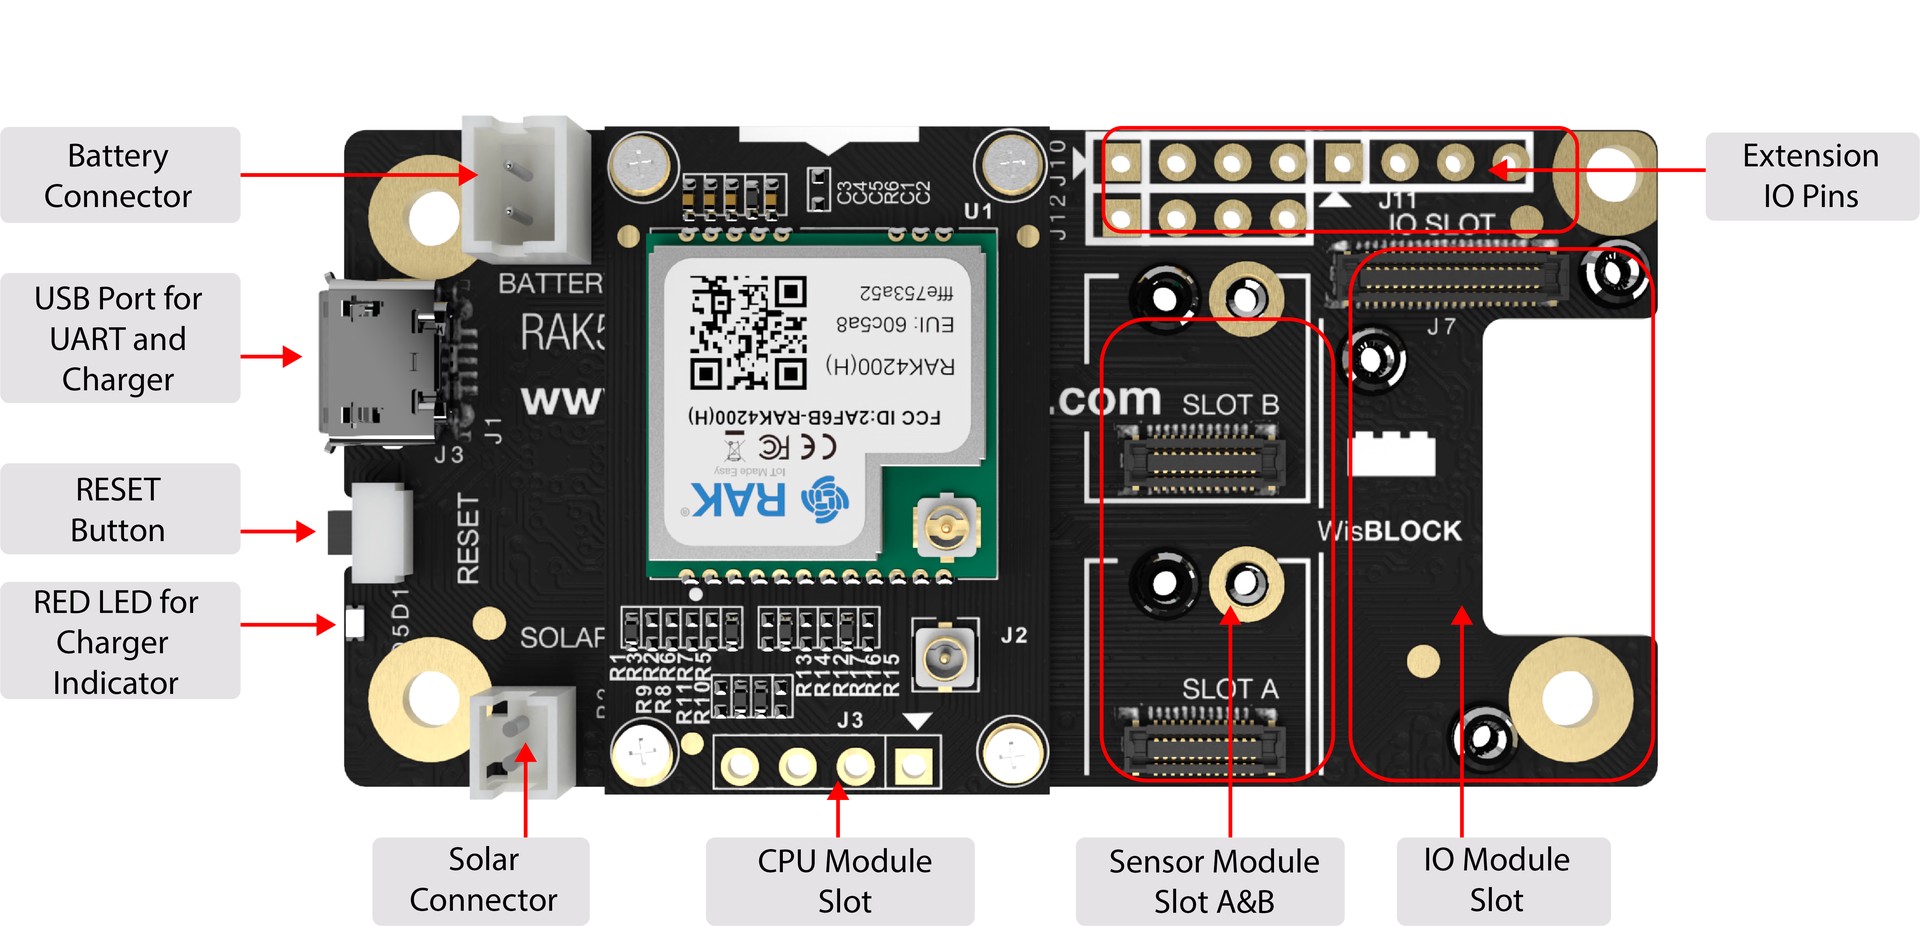 Battery
Connector
USB Port for
UART and
Charger
RESET
Button
RED LED for
Charger
Indicator
Solar
Connector
CPU Module
Slot
Sensor Module
Slot A&B
IO Module
Slot
Extension
IO Pins
BATTER
RAK5
www
.com
J1
J3
RESET
SOLAR
C3
C4
C5
R6
C1
C2
U1
fffe753a52
EUI: 60c5a8
RAK4200(H)
FCC ID:2AF6B-RAK4200(H)
CE FC
IoT Made Easy
RAK®
R1
R3
R2
R6
R7
R5
R9
R8
R11
R10
R13
R14
R12
R17
R16
R15
J3
J2
J10
J12
J11
IO SLOT
J7
SLOT B
WisBLOCK
SLOT A